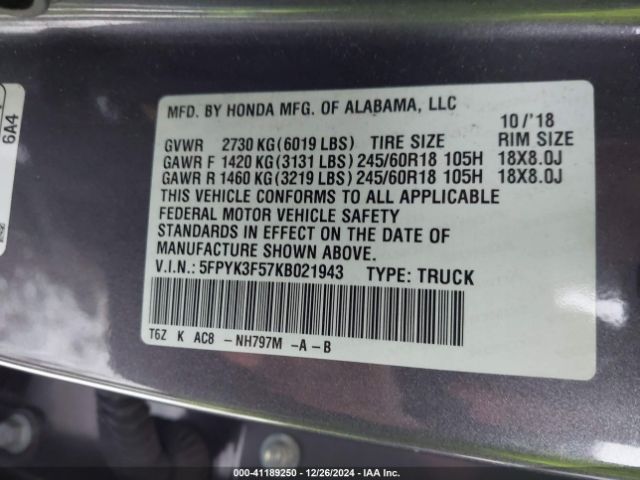 MFD. BY HONDA MFG. OF ALABAMA, LLC
10/'18
GVWR 2730 KG(6019 LBS) TIRE SIZE RIM SIZE
GAWR F 1420 KG(3131 LBS) 245/60R18 105H 18X8.0J
GAWR R 1460 KG(3219 LBS) 245/60R18 105H 18X8.0J
THIS VEHICLE CONFORMS TO ALL APPLICABLE
FEDERAL MOTOR VEHICLE SAFETY
STANDARDS IN EFFECT ON THE DATE OF
MANUFACTURE SHOWN ABOVE.
V.I.N.: 5FPYK3F57KB021943 TYPE: TRUCK
T6Z K AC8 - NH797M -A - B
6A4
000-41189250 - 12/26/2024 - IAA Inc.